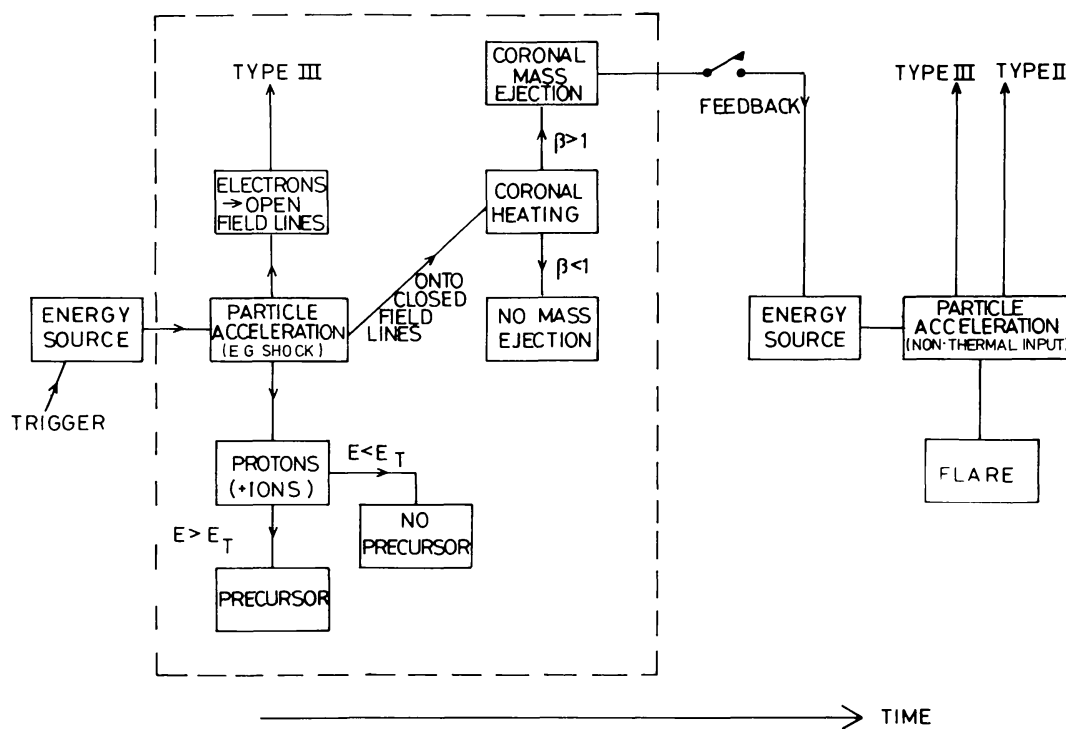 TYPE III
CORONAL
MASS
EJECTION
FEEDBACK
TYPE III
TYPE II
β>1
ELECTRONS
→OPEN
FIELD LINES
CORONAL
HEATING
β<1
ONTO
CLOSED
FIELD
LINES
ENERGY
SOURCE
PARTICLE
ACCELERATION
(E G SHOCK)
NO MASS
EJECTION
ENERGY
SOURCE
PARTICLE
ACCELERATION
(NON-THERMAL INPUT)
TRIGGER
PROTONS
(+IONS)
E<E_T
FLARE
E>E_T
NO
PRECURSOR
PRECURSOR
TIME